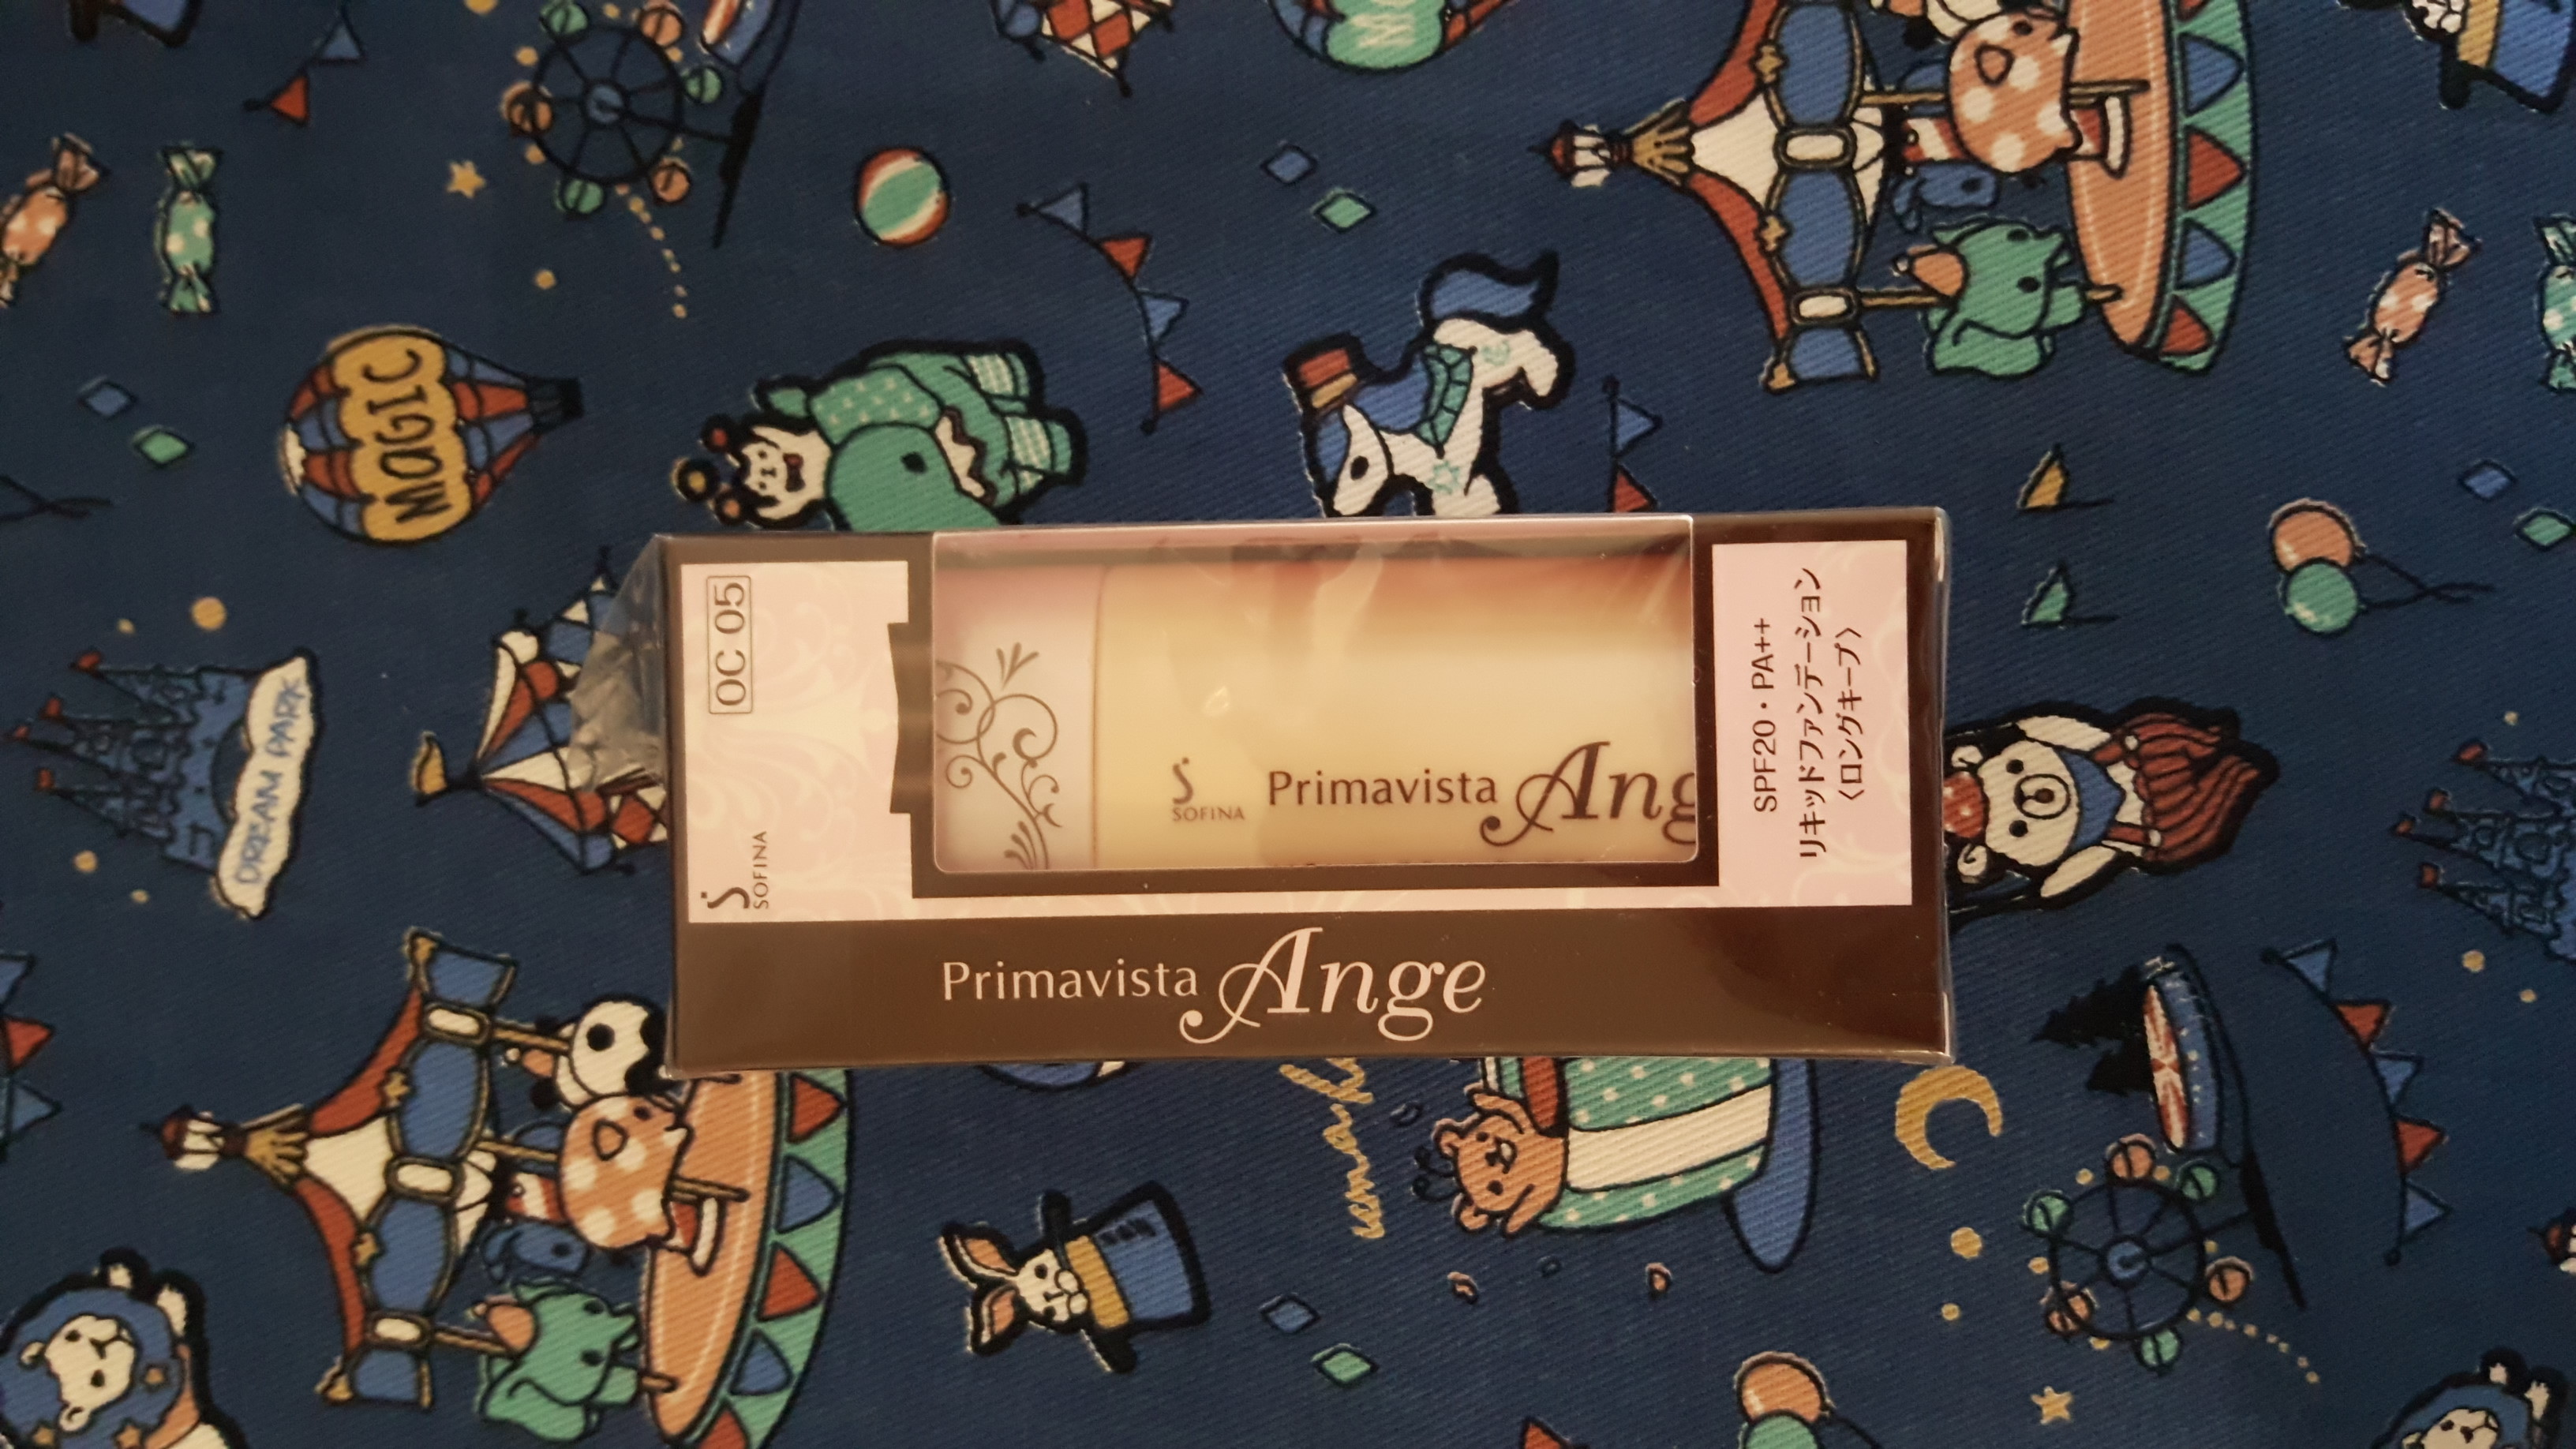 OC 05
SOFINA
SOFINA
Primavista Ang
SPF20・PA++
リキッドファンデーション
〈ロングキープ〉
Primavista Ange
MAGIC
DREAM PARK